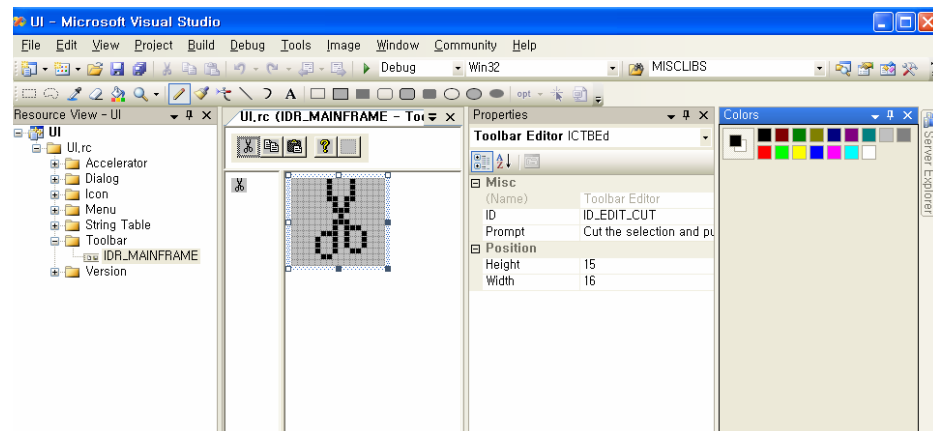 UI - Microsoft Visual Studio
File Edit View Project Build Debug Tools Image Window Community Help
Debug Win32 MISCLIBS
A opt
Resource View - UI
UI
UI,rc
Accelerator
Dialog
Icon
Menu
String Table
Toolbar
IDR_MAINFRAME
Version
UI,rc (IDR_MAINFRAME - Too
Properties
Toolbar Editor ICTBEd
Misc
(Name) Toolbar Editor
ID ID_EDIT_CUT
Prompt Cut the selection and pu
Position
Height 15
Width 16
Colors
Server Explorer